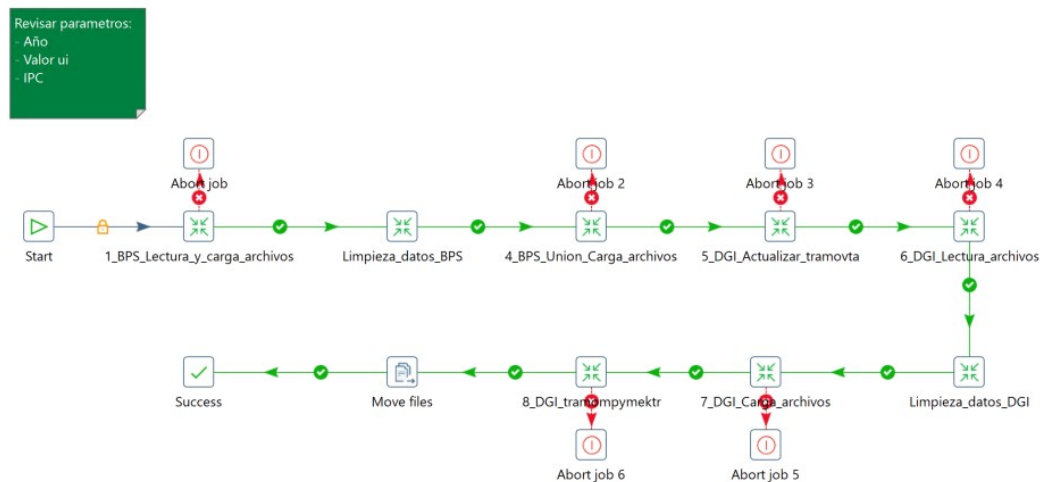 Revisar parametros:
- Año
- Valor ui
- IPC
Abort job
Abort job 2
Abort job 3
Abort job 4
Start
1_BPS_Lectura_y_carga_archivos
Limpieza_datos_BPS
4_BPS_Union_Carga_archivos
5_DGI_Actualizar_tramovta
6_DGI_Lectura_archivos
Success
Move files
8_DGI_tramompymektr
7_DGI_Carga_archivos
Limpieza_datos_DGI
Abort job 6
Abort job 5